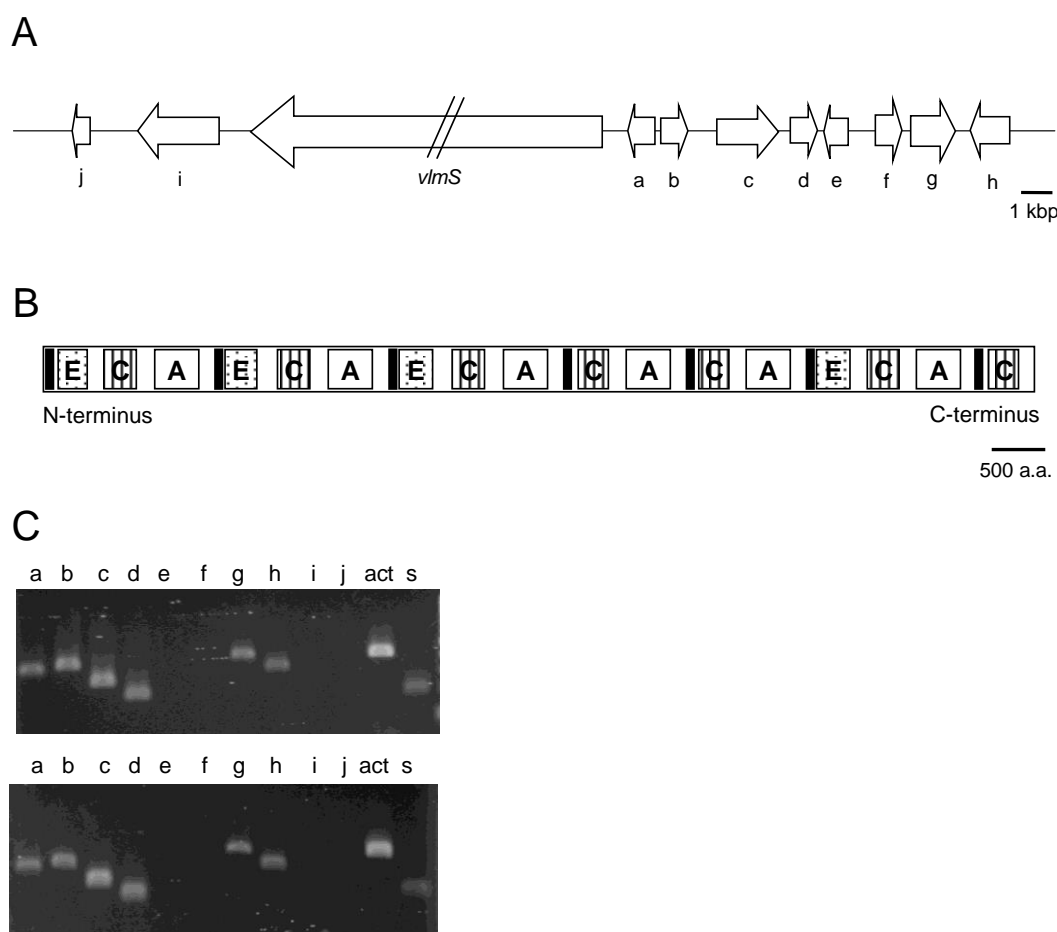 A
j i vlmS a b c d e f g h
1 kbp
B
E C A E C A E C A C A C A E C A C
N-terminus C-terminus
500 a.a.
C
a b c d e f g h i j act s
a b c d e f g h i j act s